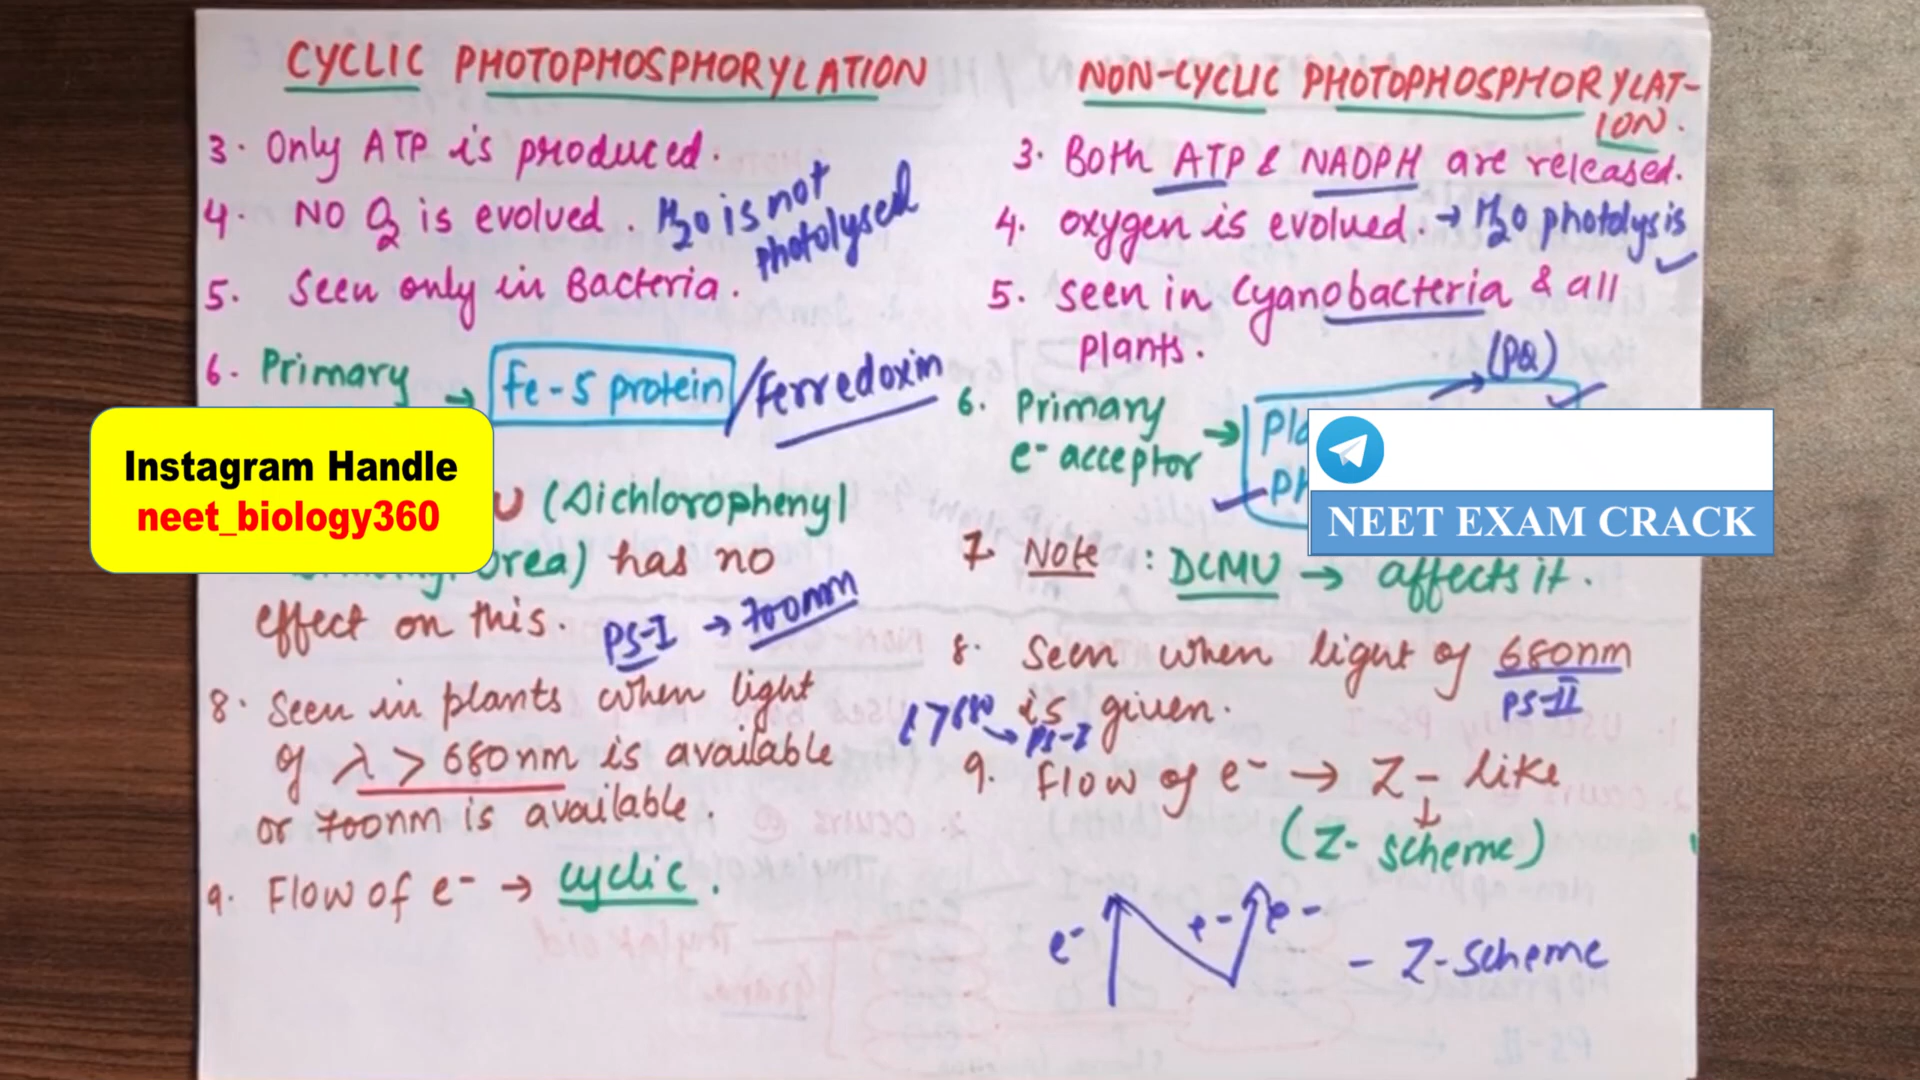 CYCLIC PHOTOPHOSPHORYLATION
3. Only ATP is produced.
4. NO O2 is evolved. H2O is not photolysed
5. Seen only in Bacteria.
6. Primary → Fe-S protein / Ferredoxin
Instagram Handle
neet_biology360
U (Dichlorophenyl
urea) has no
effect on this. PS-I → 700nm
8. Seen in plants when light
of λ > 680nm is available
or 700nm is available.
9. Flow of e- → cyclic.
NON-CYCLIC PHOTOPHOSPHORYLAT-
ION.
3. Both ATP & NADPH are released.
4. oxygen is evolved. → H2O photolysis
5. seen in Cyanobacteria & all
plants.
(PQ)
6. Primary
e- acceptor →
NEET EXAM CRACK
7 Note : DCMU → affects it.
8. Seen when light of 680nm
PS-II
is given.
>680 → PS-I
9. Flow of e- → Z- like
(Z- scheme)
e- e- e- - Z-scheme